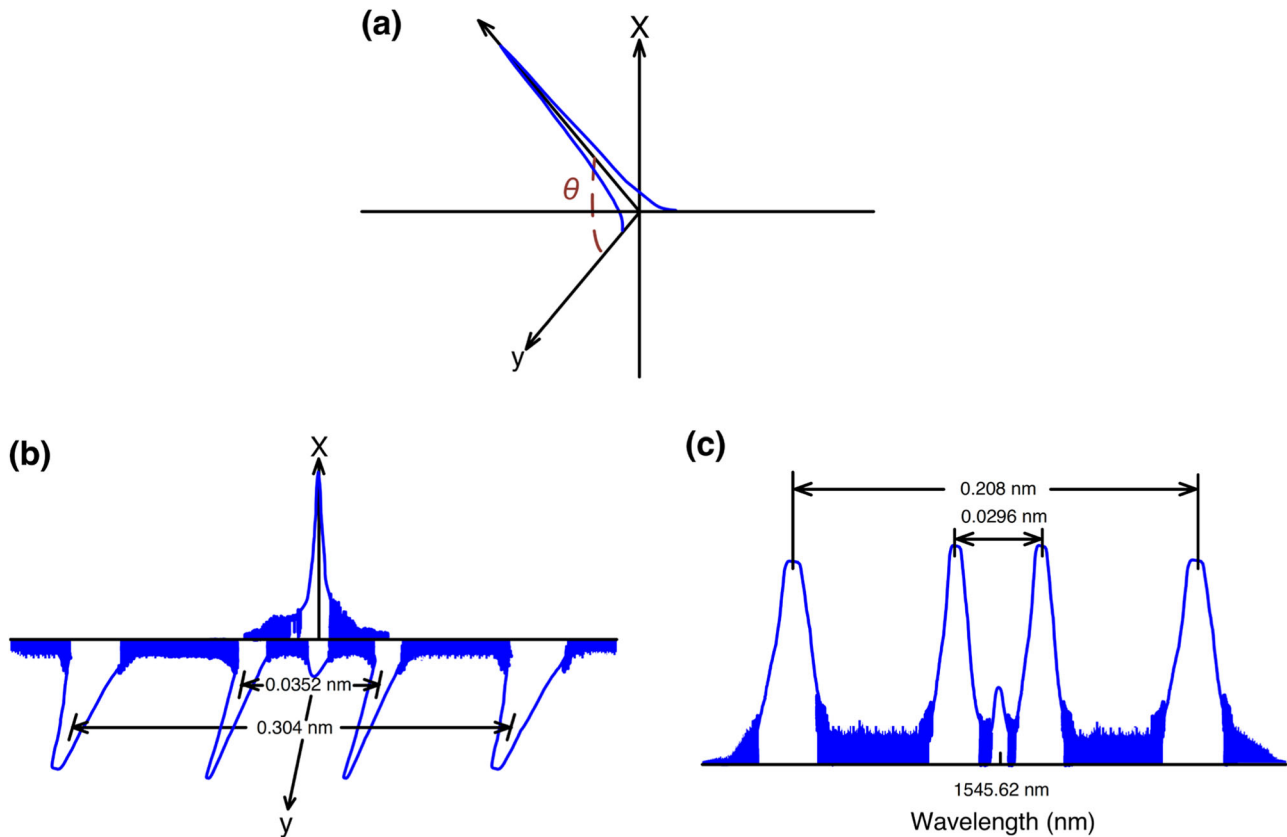 (a)
X
θ
y
(b)
X
0.0352 nm
0.304 nm
y
(c)
0.208 nm
0.0296 nm
1545.62 nm
Wavelength (nm)